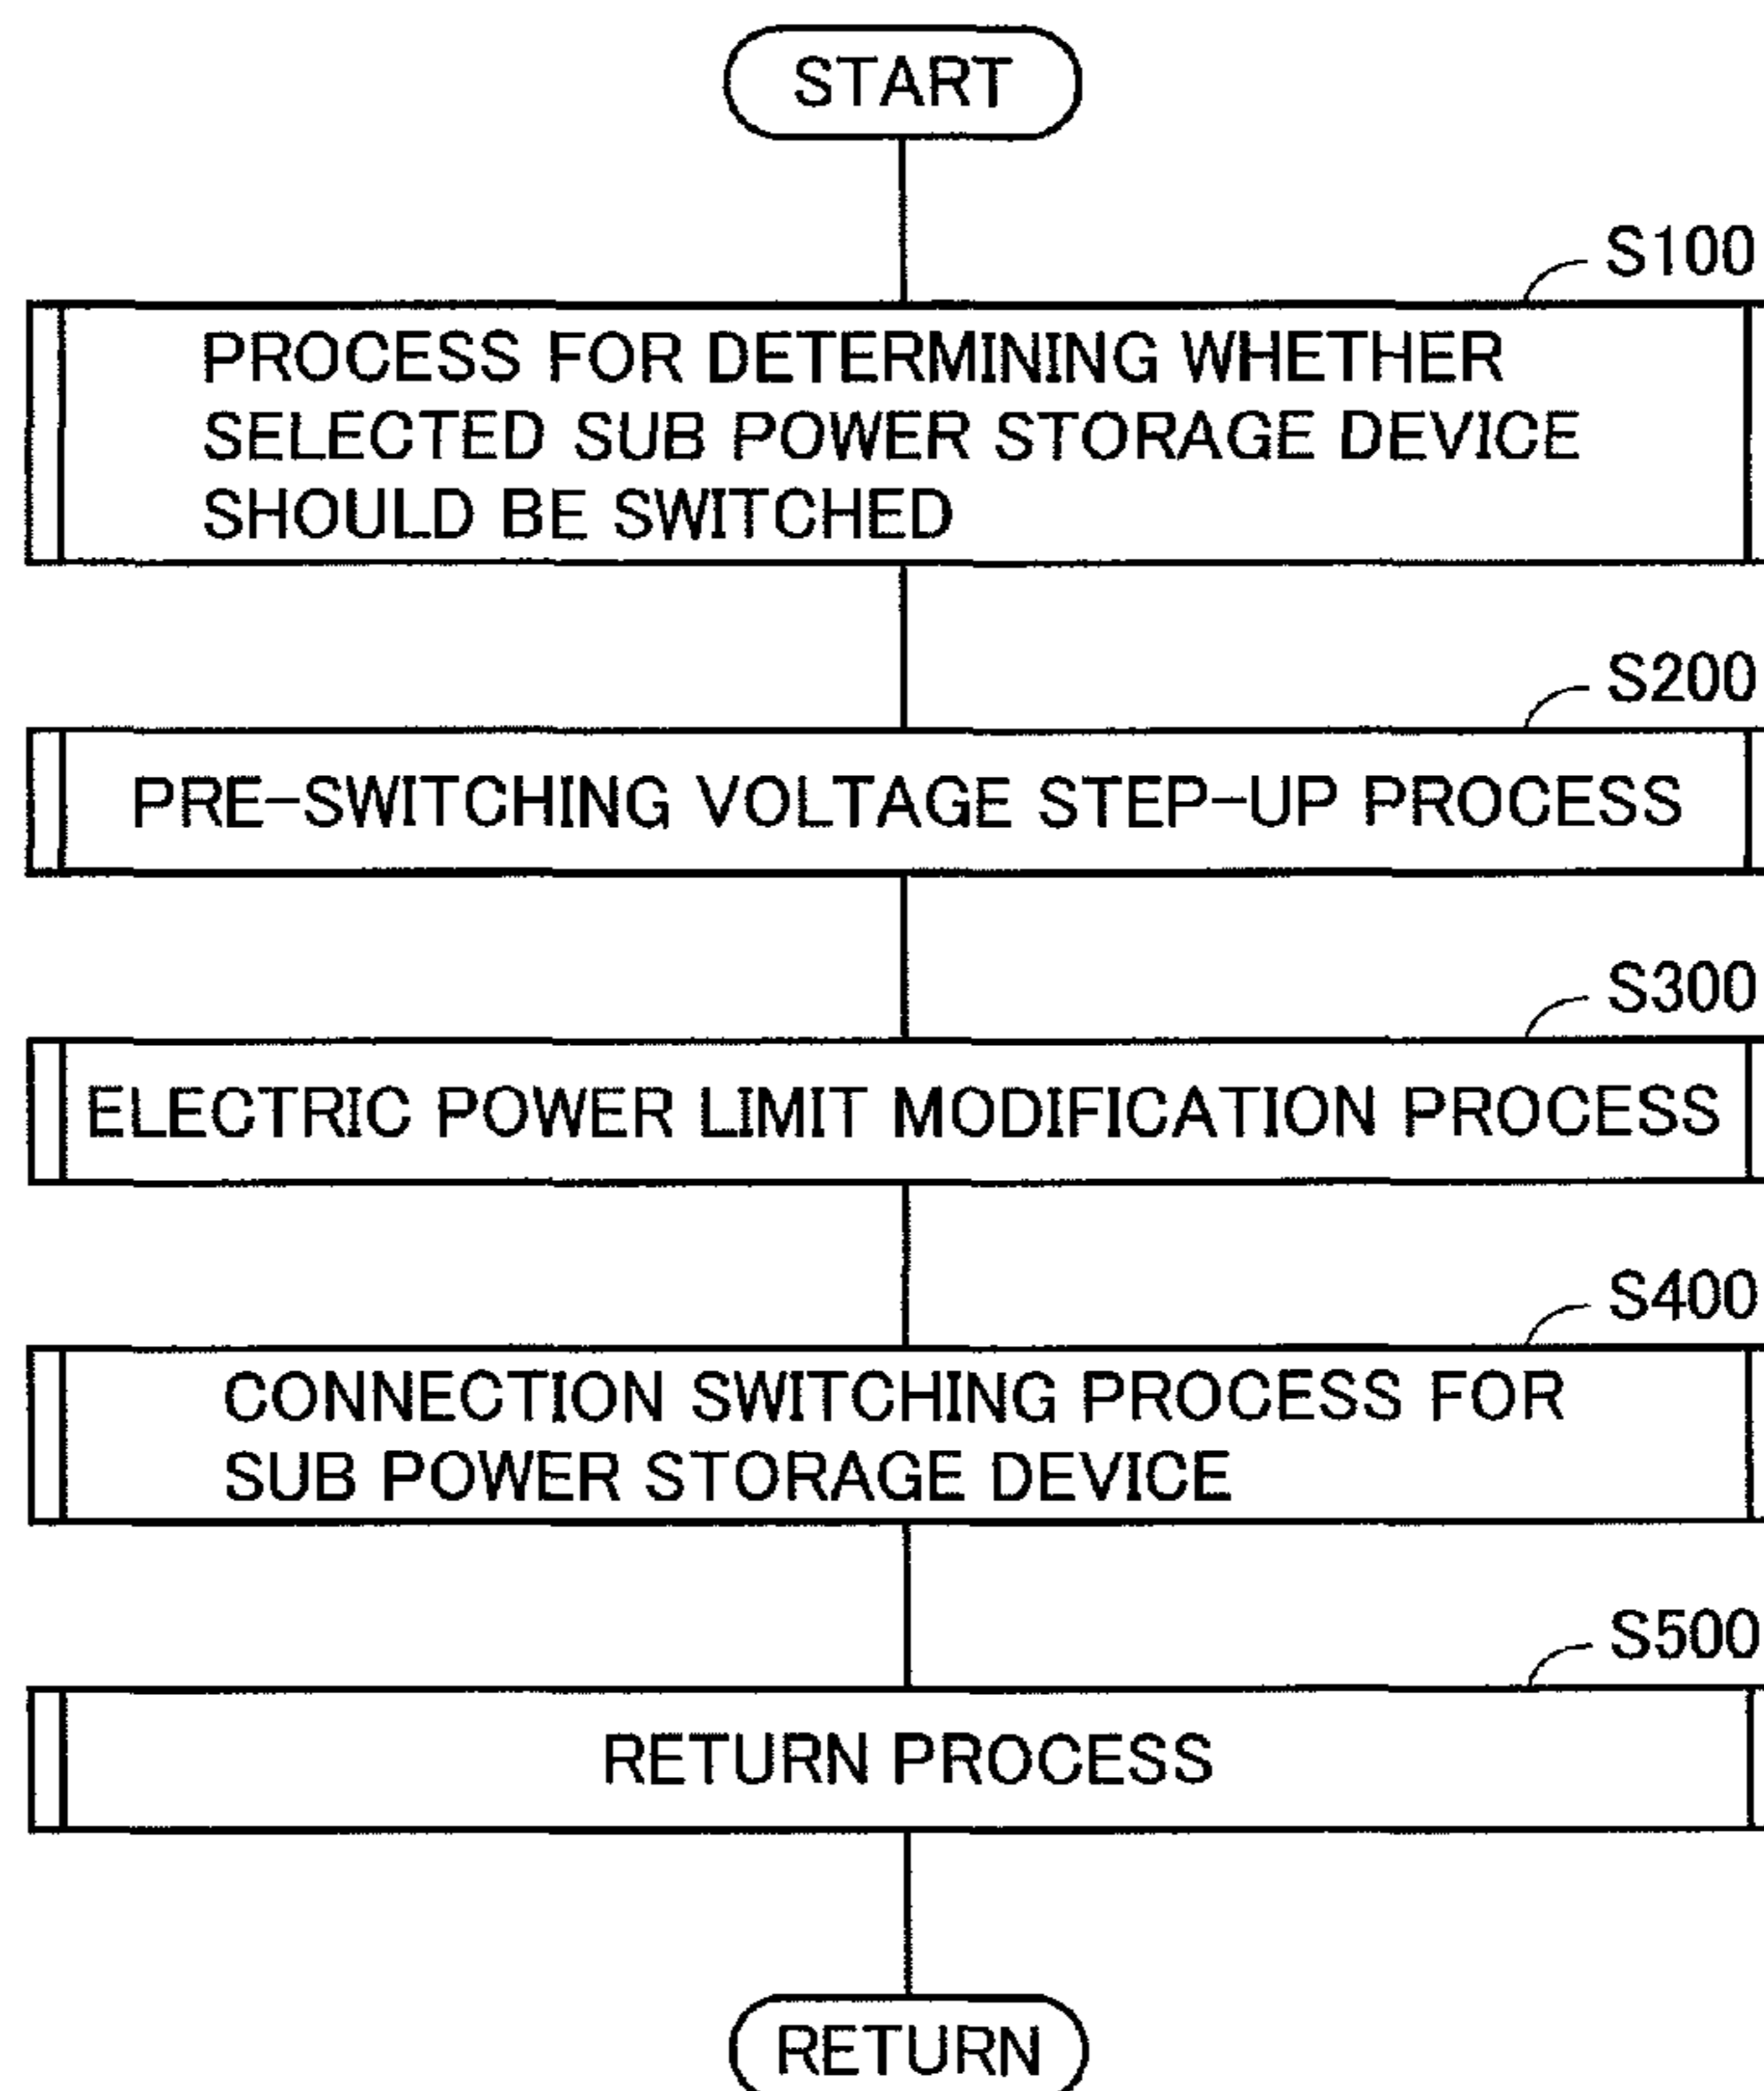 START
S100
PROCESS FOR DETERMINING WHETHER
SELECTED SUB POWER STORAGE DEVICE
SHOULD BE SWITCHED
S200
PRE-SWITCHING VOLTAGE STEP-UP PROCESS
S300
ELECTRIC POWER LIMIT MODIFICATION PROCESS
S400
CONNECTION SWITCHING PROCESS FOR
SUB POWER STORAGE DEVICE
S500
RETURN PROCESS
RETURN